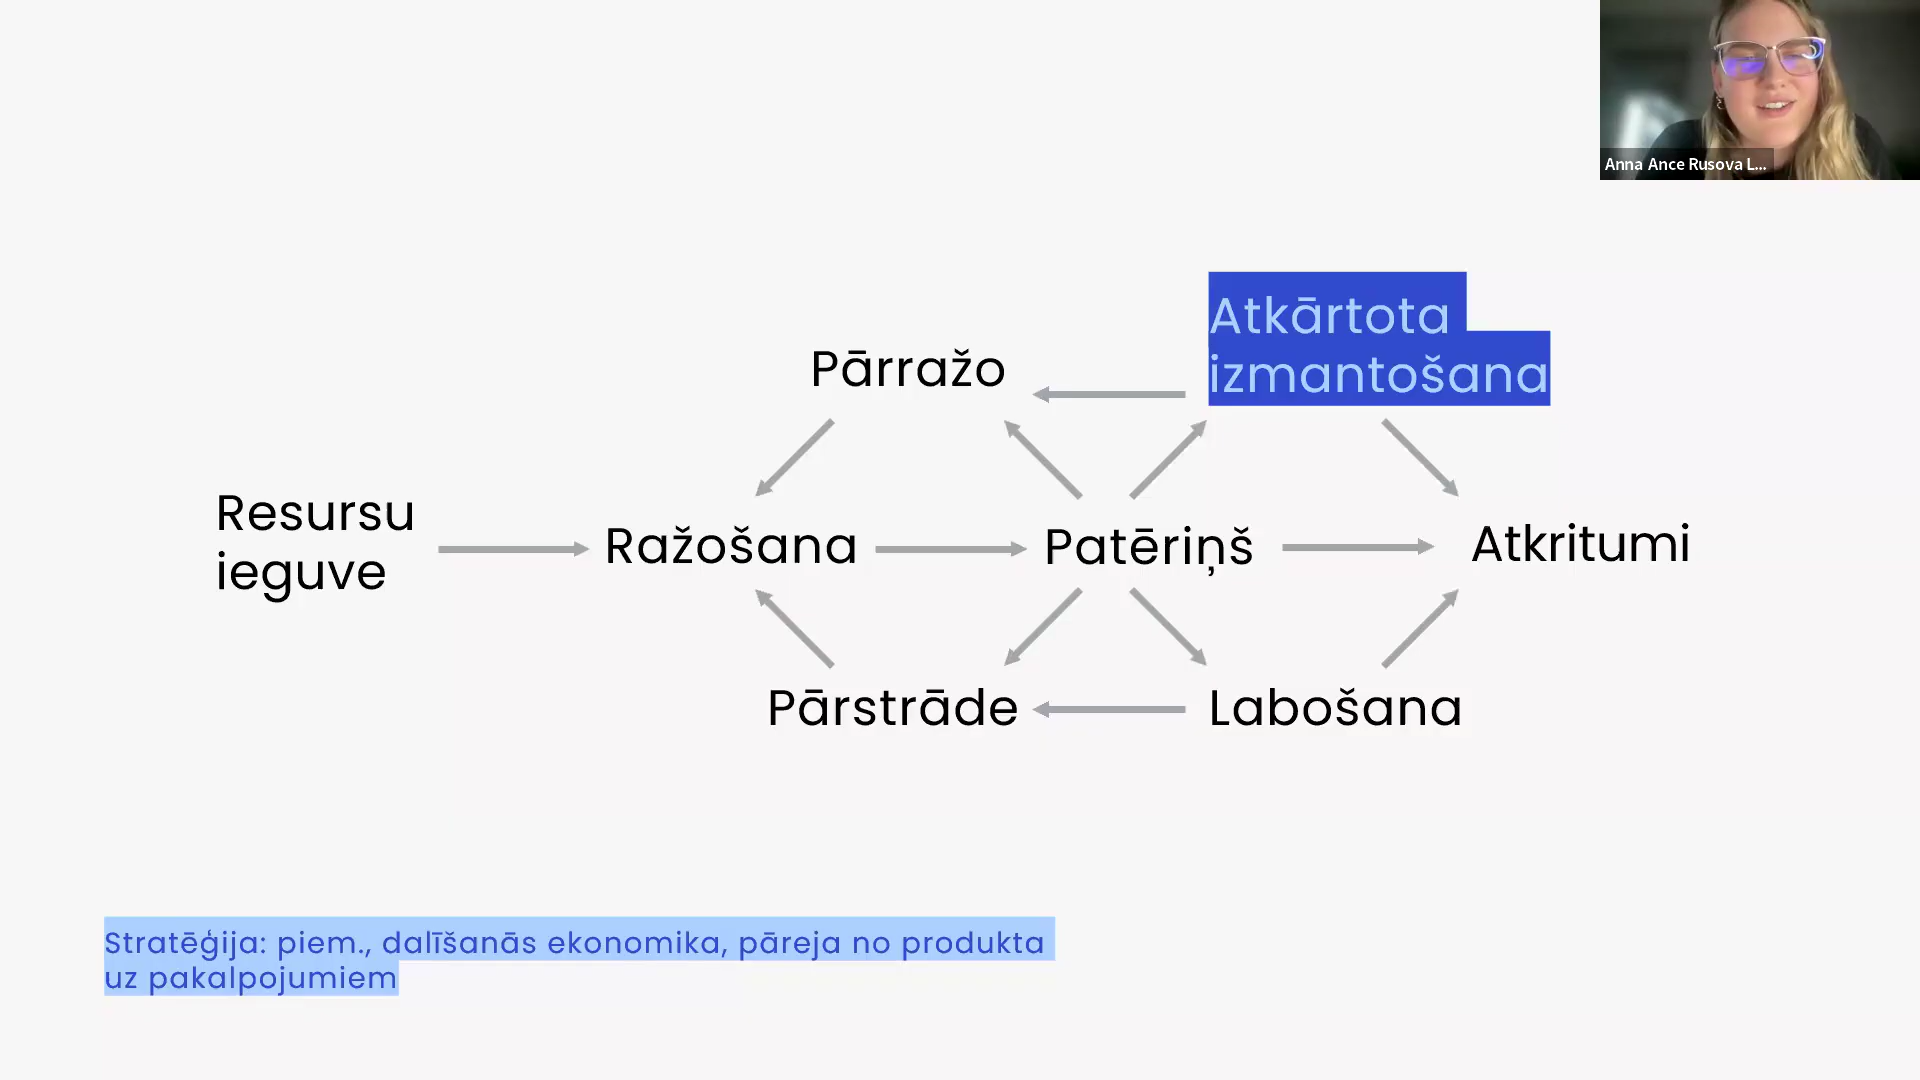 Anna Ance Rusova L...
Atkārtota
izmantošana
Pārražo
Resursu
ieguve
Ražošana
Patēriņš
Atkritumi
Pārstrāde
Labošana
Stratēģija: piem., dalīšanās ekonomika, pāreja no produkta
uz pakalpojumiem